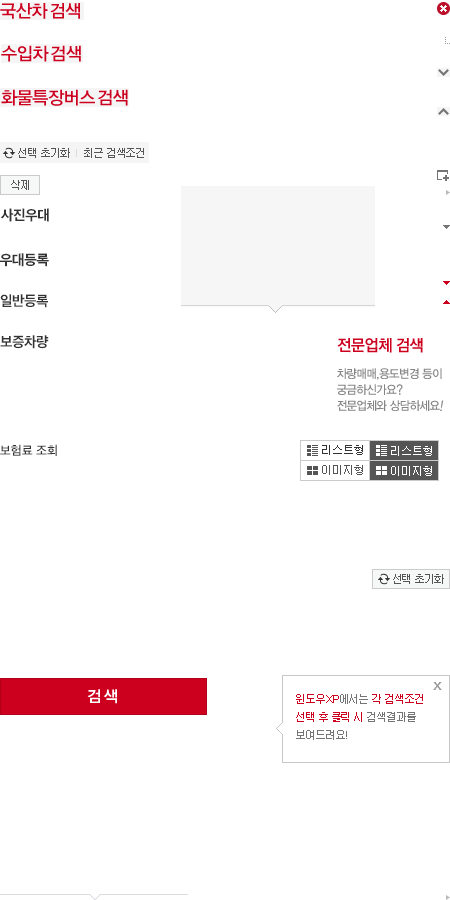 국산차 검색
수입차 검색
화물특장버스 검색
선택 초기화 | 최근 검색조건
삭제
사진우대
우대등록
일반등록
보증차량
전문업체 검색
차량매매,용도변경 등이
궁금하신가요?
전문업체와 상담하세요!
보험료 조회
리스트형 리스트형
이미지형 이미지형
선택 초기화
검색
윈도우XP에서는 각 검색조건
선택 후 클릭 시 검색결과를
보여드려요!